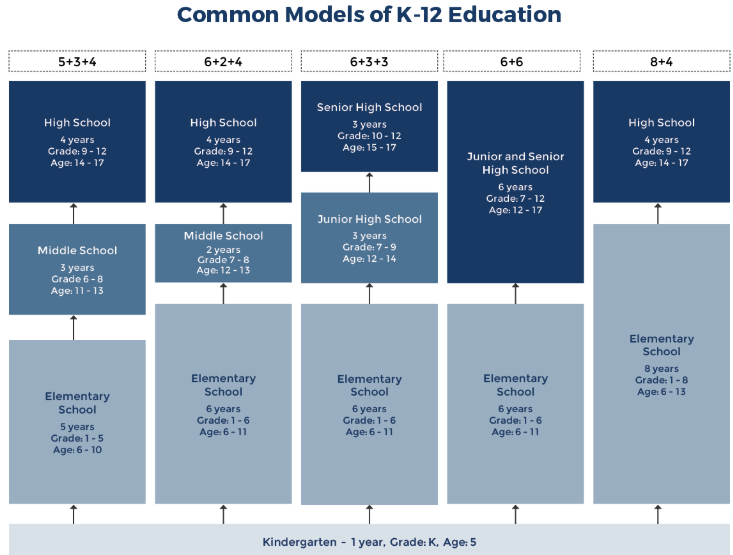 Common Models of K-12 Education
5+3+4
6+2+4
6+3+3
6+6
8+4
High School
4 years
Grade: 9 - 12
Age: 14 - 17
Middle School
3 years
Grade 6 - 8
Age: 11 - 13
Elementary
School
5 years
Grade: 1 - 5
Age: 6 - 10
High School
4 years
Grade: 9 - 12
Age: 14 - 17
Middle School
2 years
Grade 7 - 8
Age: 12 - 13
Elementary
School
6 years
Grade: 1 - 6
Age: 6 - 11
Senior High School
3 years
Grade: 10 - 12
Age: 15 - 17
Junior High School
3 years
Grade: 7 - 9
Age: 12 - 14
Elementary
School
6 years
Grade: 1 - 6
Age: 6 - 11
Junior and Senior
High School
6 years
Grade: 7 - 12
Age: 12 - 17
Elementary
School
6 years
Grade: 1 - 6
Age: 6 - 11
High School
4 years
Grade: 9 - 12
Age: 14 - 17
Elementary
School
8 years
Grade: 1 - 8
Age: 6 - 13
Kindergarten - 1 year, Grade: K, Age: 5